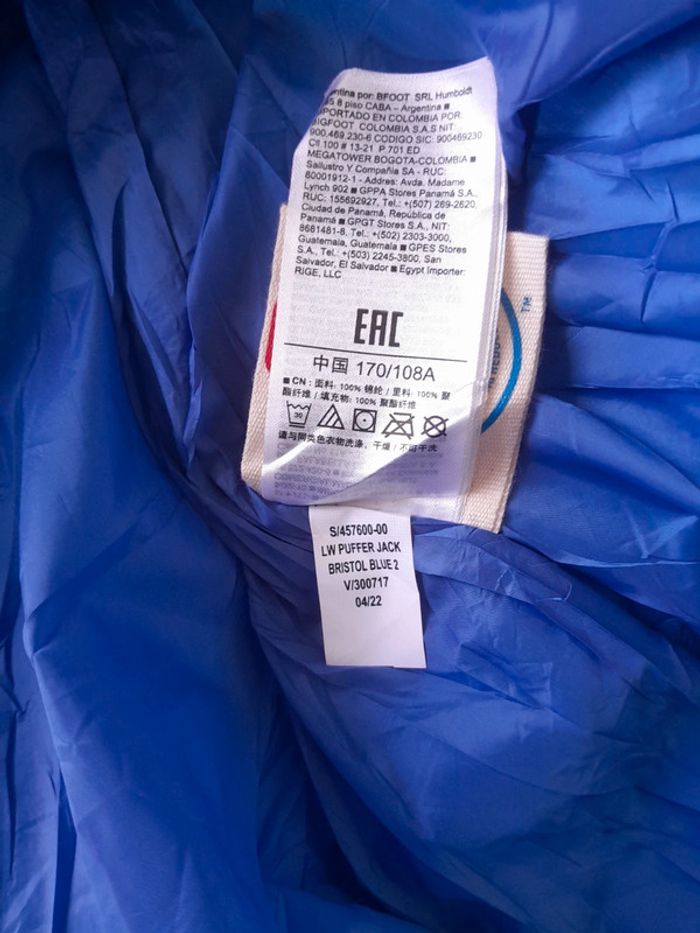 ntina por: BFOOT SRL Humboldt
5 8 piso CABA – Argentina ■
PORTADO EN COLOMBIA POR:
BIGFOOT COLOMBIA S.A.S NIT:
900.469.230-6 CODIGO SIC: 900469230
Cll 100 # 13-21 P 701 ED
MEGATOWER BOGOTA-COLOMBIA ■
Sallustro Y Compañia SA - RUC:
80001912-1 - Addres: Avda. Madame
Lynch 902 ■ GPPA Stores Panamá S.A.,
RUC: 155692927, Tel.: +(507) 269-2620,
Ciudad de Panamá, República de
Panamá ■ GPGT Stores S.A., NIT:
8681481-8, Tel.: +(502) 2303-3000,
Guatemala, Guatemala ■ GPES Stores
S.A., Tel.: +(503) 2245-3800, San
Salvador, El Salvador ■ Egypt Importer:
RIGE, LLC
EAC
中国 170/108A
■ CN : 面料: 100% 锦纶 / 里料: 100% 聚
酯纤维 / 填充物: 100% 聚酯纤维
30
请与同类色衣物洗涤, 干燥 / 不可干洗
TM
S/457600-00
LW PUFFER JACK
BRISTOL BLUE 2
V/300717
04/22